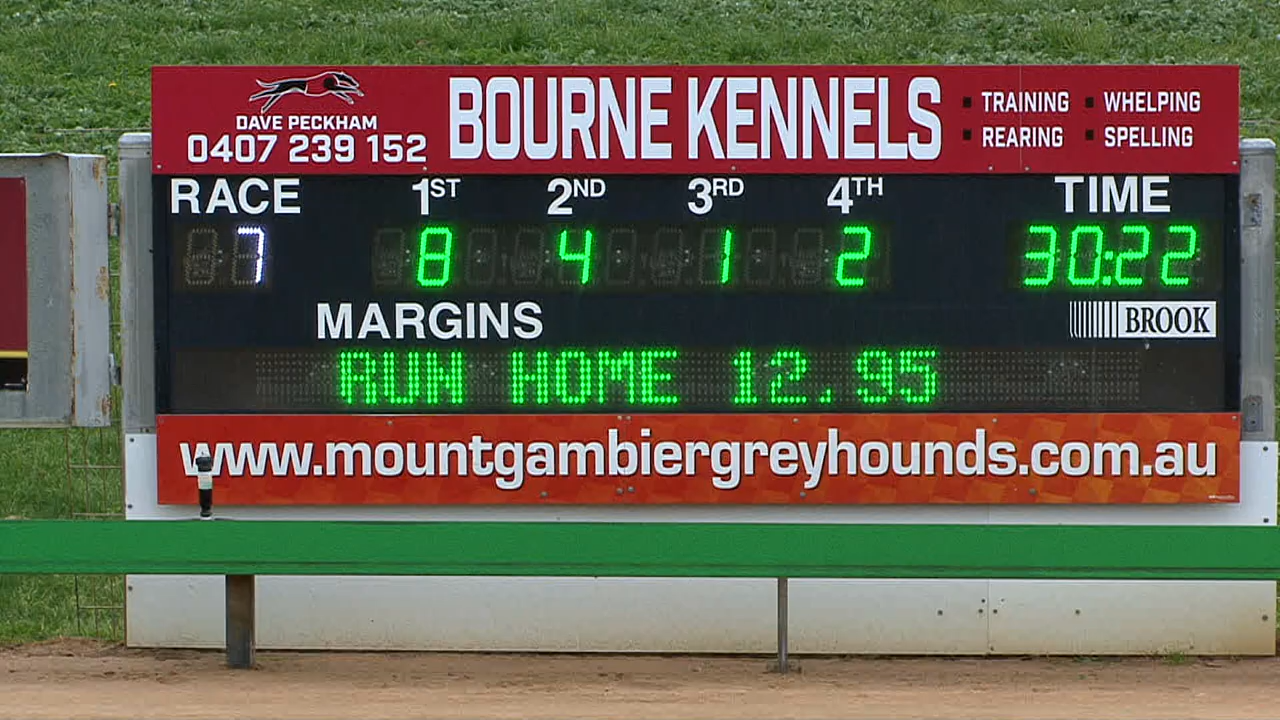 BOURNE KENNELS
DAVE PECKHAM
0407 239 152
▪ TRAINING ▪ WHELPING
▪ REARING ▪ SPELLING
RACE 1ST 2ND 3RD 4TH TIME
7 8 4 1 2 30:22
MARGINS
BROOK
RUN HOME 12.95
www.mountgambiergreyhounds.com.au